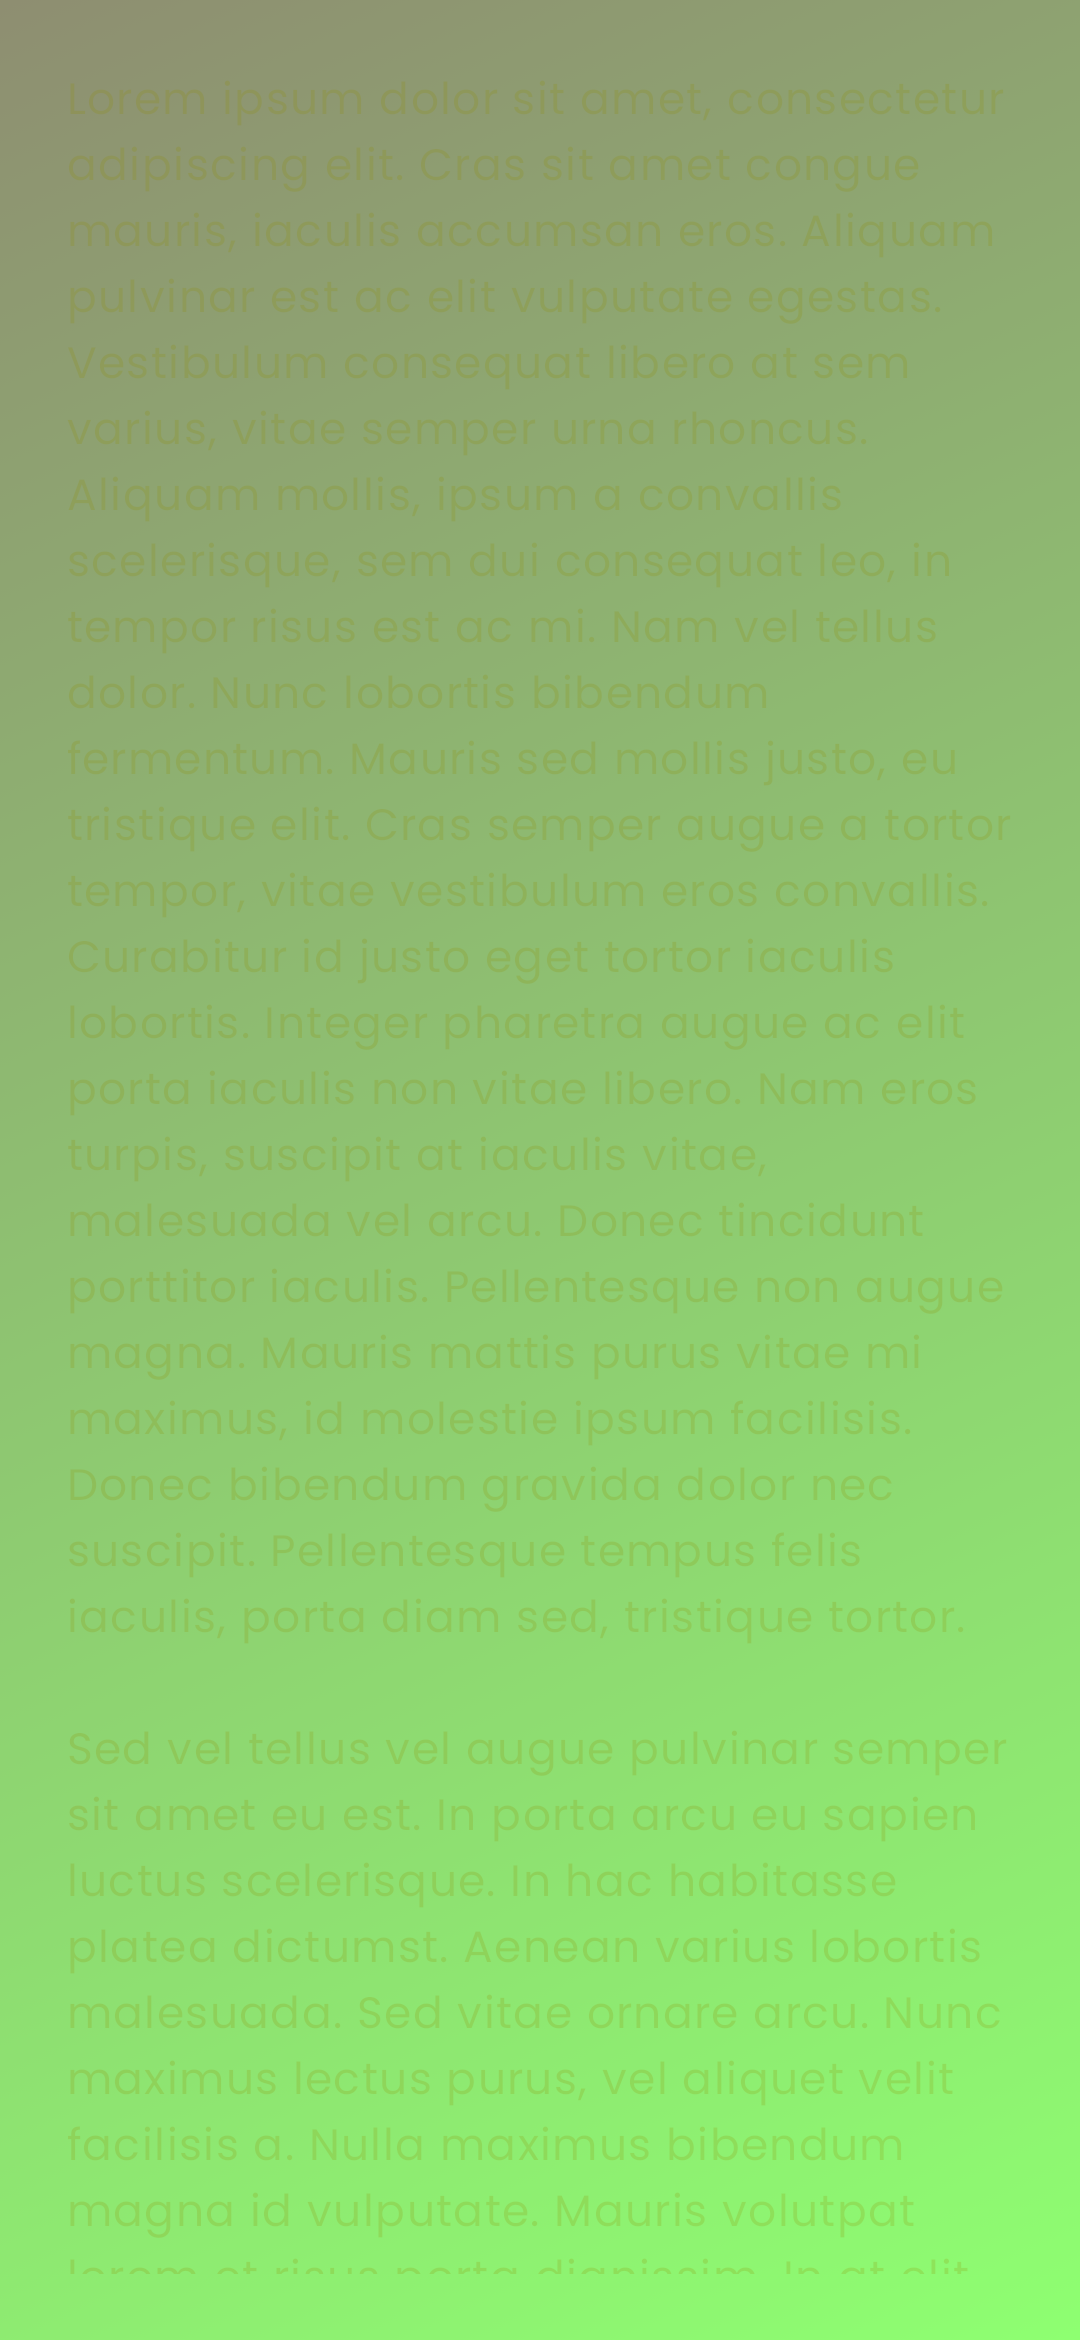 Lorem ipsum dolor sit amet, consectetur
adipiscing elit. Cras sit amet congue
mauris, iaculis accumsan eros. Aliquam
pulvinar est ac elit vulputate egestas.
Vestibulum consequat libero at sem
varius, vitae semper urna rhoncus.
Aliquam mollis, ipsum a convallis
scelerisque, sem dui consequat leo, in
tempor risus est ac mi. Nam vel tellus
dolor. Nunc lobortis bibendum
fermentum. Mauris sed mollis justo, eu
tristique elit. Cras semper augue a tortor
tempor, vitae vestibulum eros convallis.
Curabitur id justo eget tortor iaculis
lobortis. Integer pharetra augue ac elit
porta iaculis non vitae libero. Nam eros
turpis, suscipit at iaculis vitae,
malesuada vel arcu. Donec tincidunt
porttitor iaculis. Pellentesque non augue
magna. Mauris mattis purus vitae mi
maximus, id molestie ipsum facilisis.
Donec bibendum gravida dolor nec
suscipit. Pellentesque tempus felis
iaculis, porta diam sed, tristique tortor.
Sed vel tellus vel augue pulvinar semper
sit amet eu est. In porta arcu eu sapien
luctus scelerisque. In hac habitasse
platea dictumst. Aenean varius lobortis
malesuada. Sed vitae ornare arcu. Nunc
maximus lectus purus, vel aliquet velit
facilisis a. Nulla maximus bibendum
magna id vulputate. Mauris volutpat
lorem et risus porta dignissim. In at elit